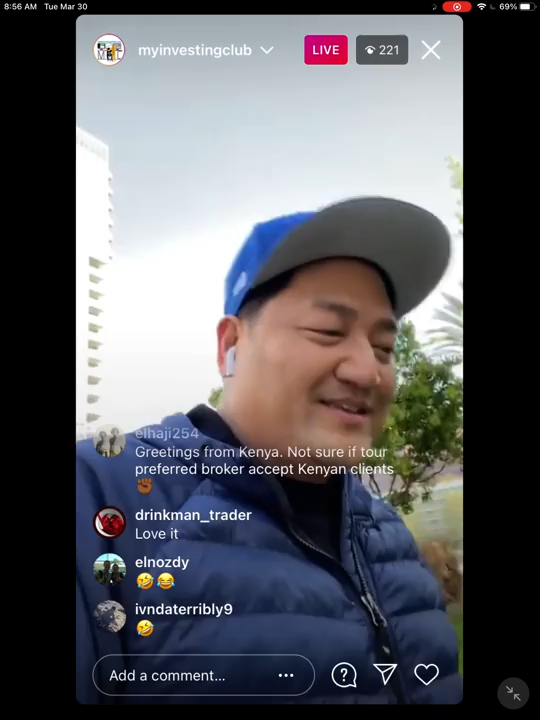 8:56 AM Tue Mar 30
69%
myinvestingclub
LIVE
221
elhaji254
Greetings from Kenya. Not sure if tour
preferred broker accept Kenyan clients
✊🏾
drinkman_trader
Love it
elnozdy
🤣😂
ivndaterribly9
🤣
Add a comment...